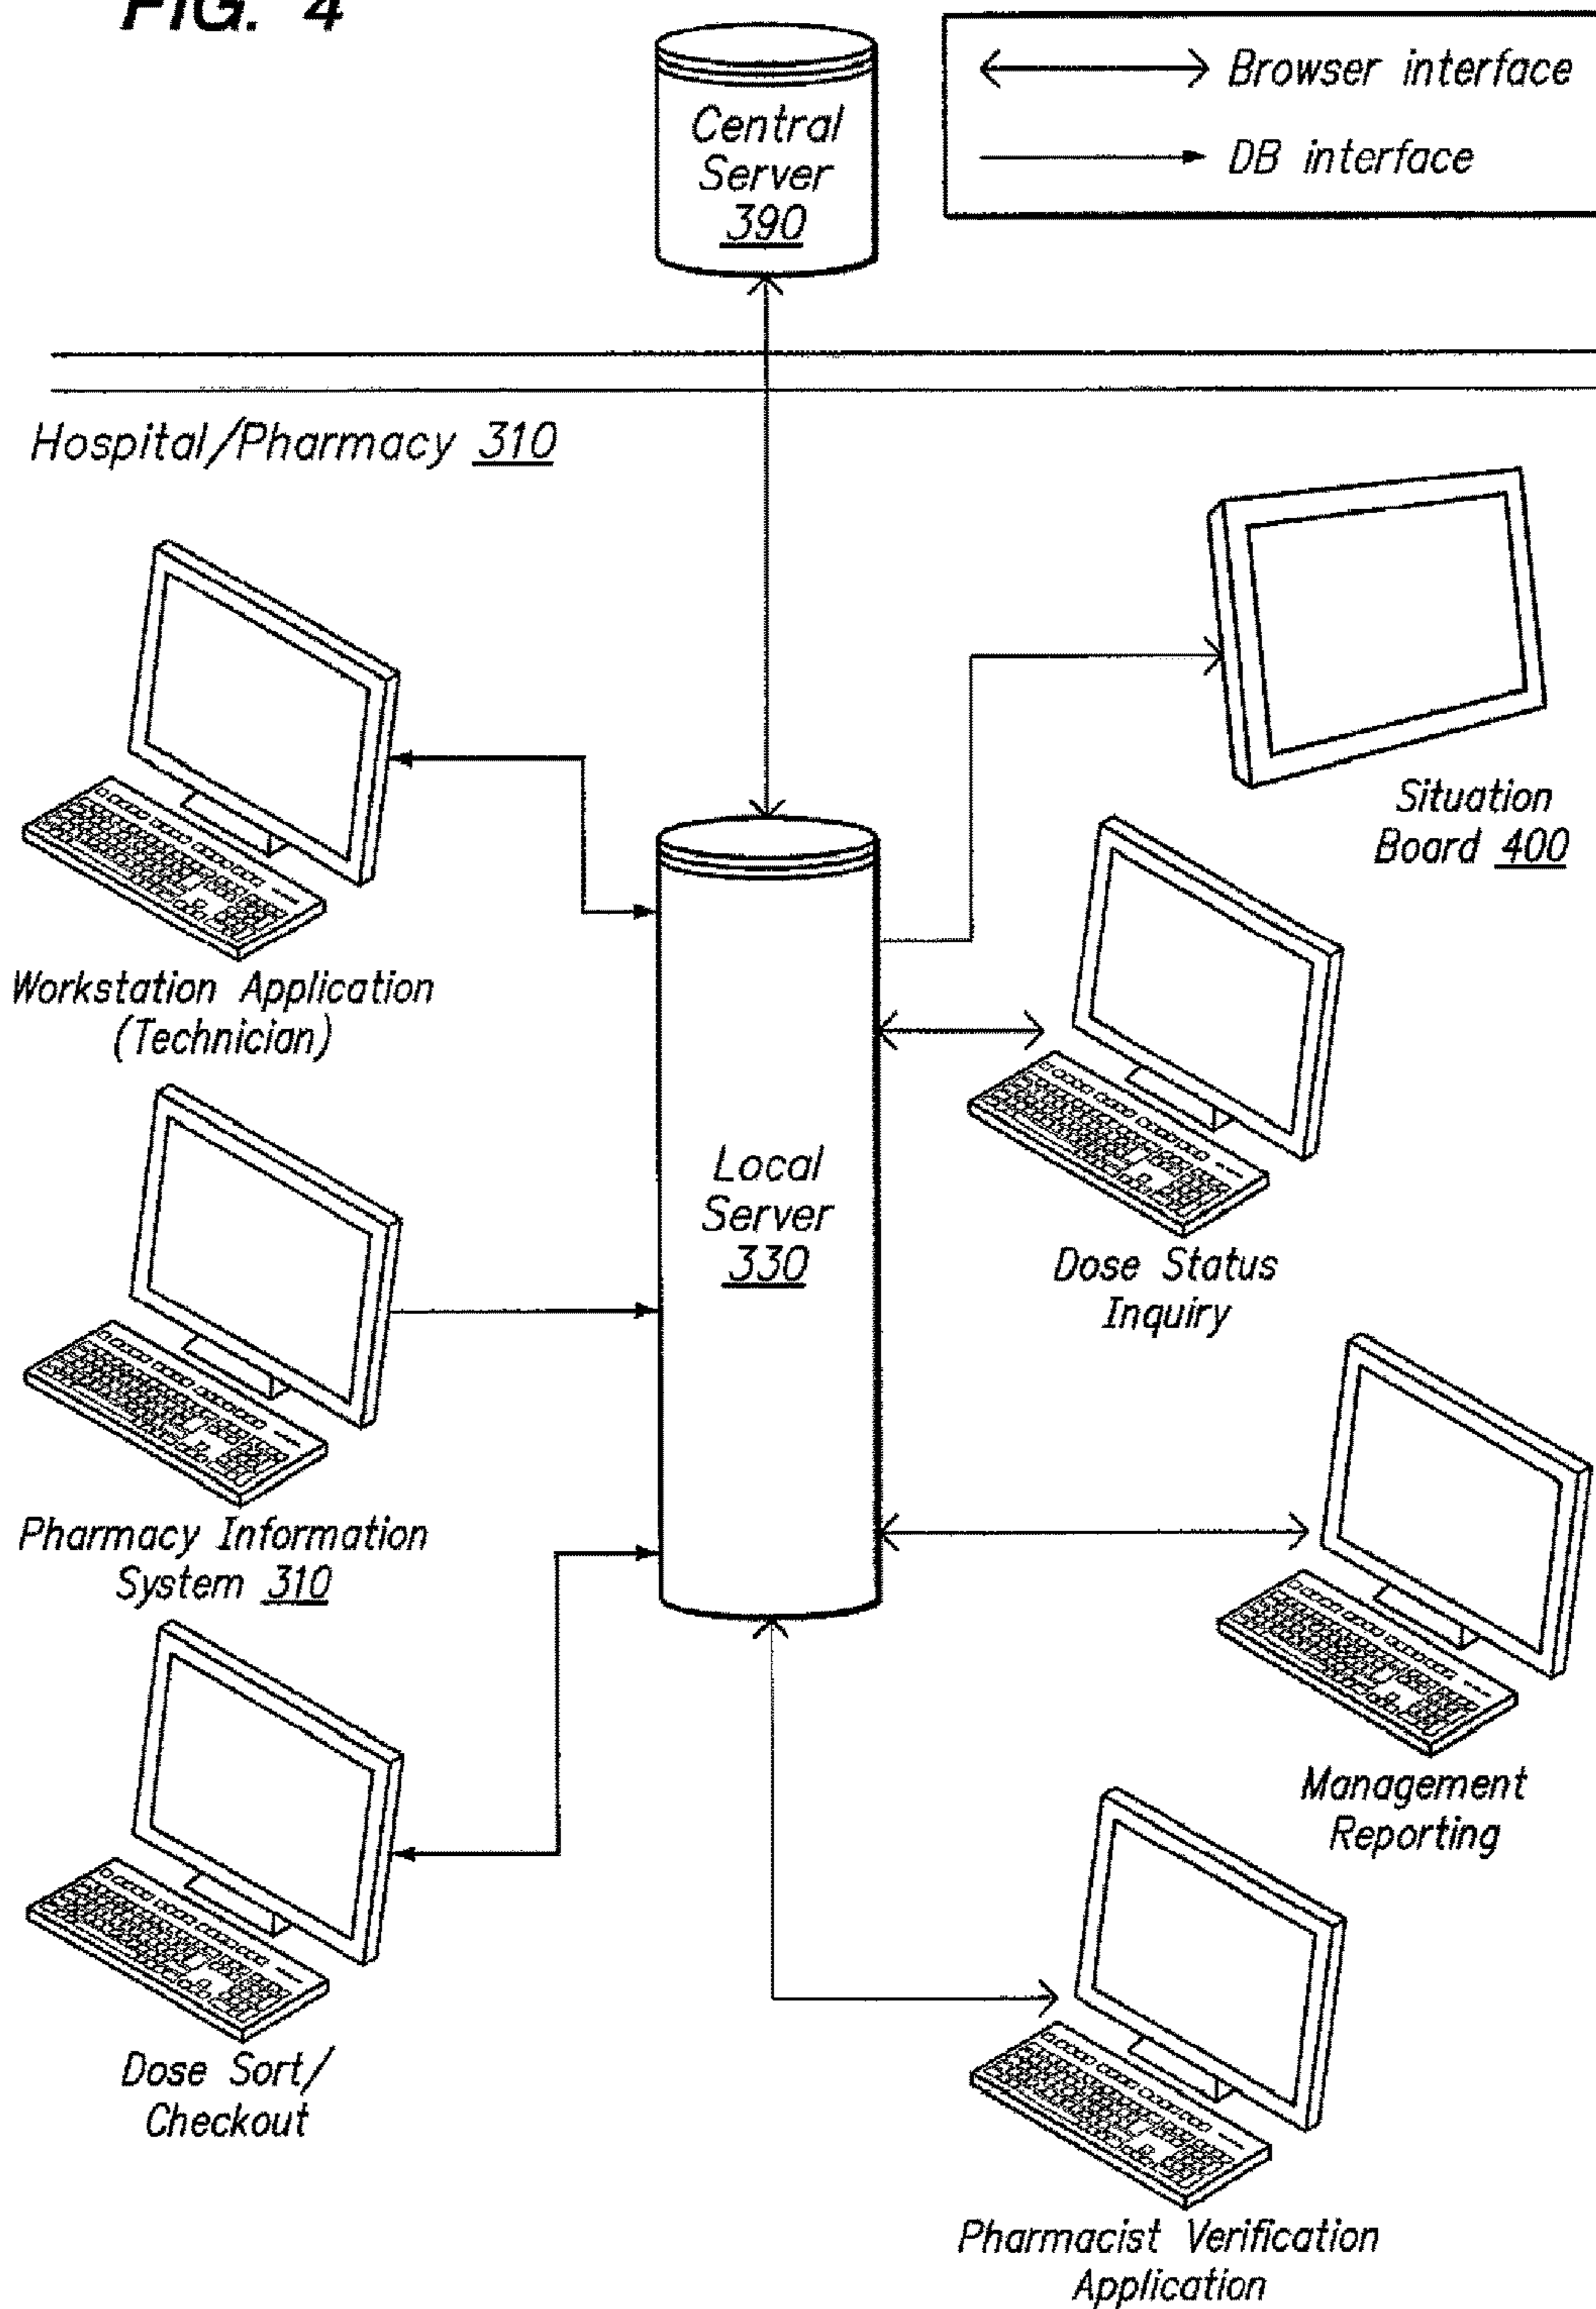 FIG. 4
Central
Server
390
Browser interface
DB interface
Hospital/Pharmacy 310
Situation
Board 400
Workstation Application
(Technician)
Local
Server
330
Dose Status
Inquiry
Pharmacy Information
System 310
Management
Reporting
Dose Sort/
Checkout
Pharmacist Verification
Application